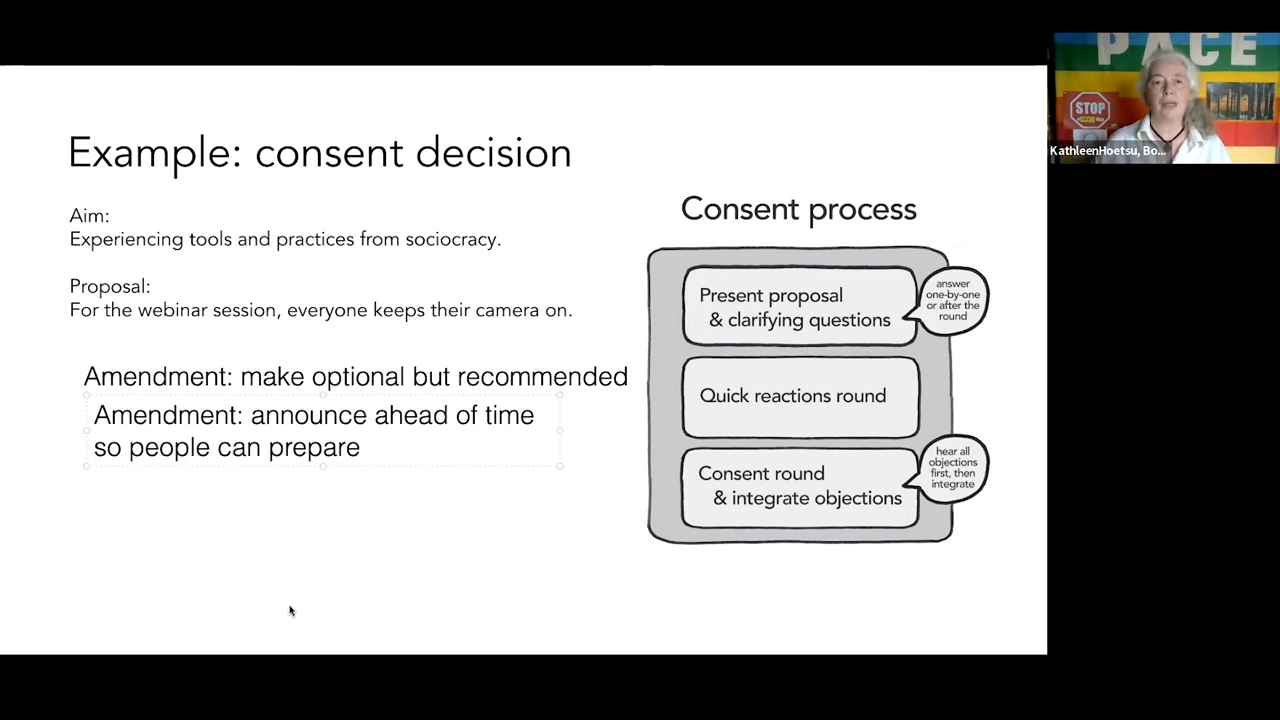 Example: consent decision
Aim:
Experiencing tools and practices from sociocracy.
Proposal:
For the webinar session, everyone keeps their camera on.
Amendment: make optional but recommended
Amendment: announce ahead of time
so people can prepare
Consent process
Present proposal
& clarifying questions
answer
one-by-one
or after the
round
Quick reactions round
Consent round
& integrate objections
hear all
objections
first, then
integrate
PACE
STOP
KathleenHoetsu, Bo...